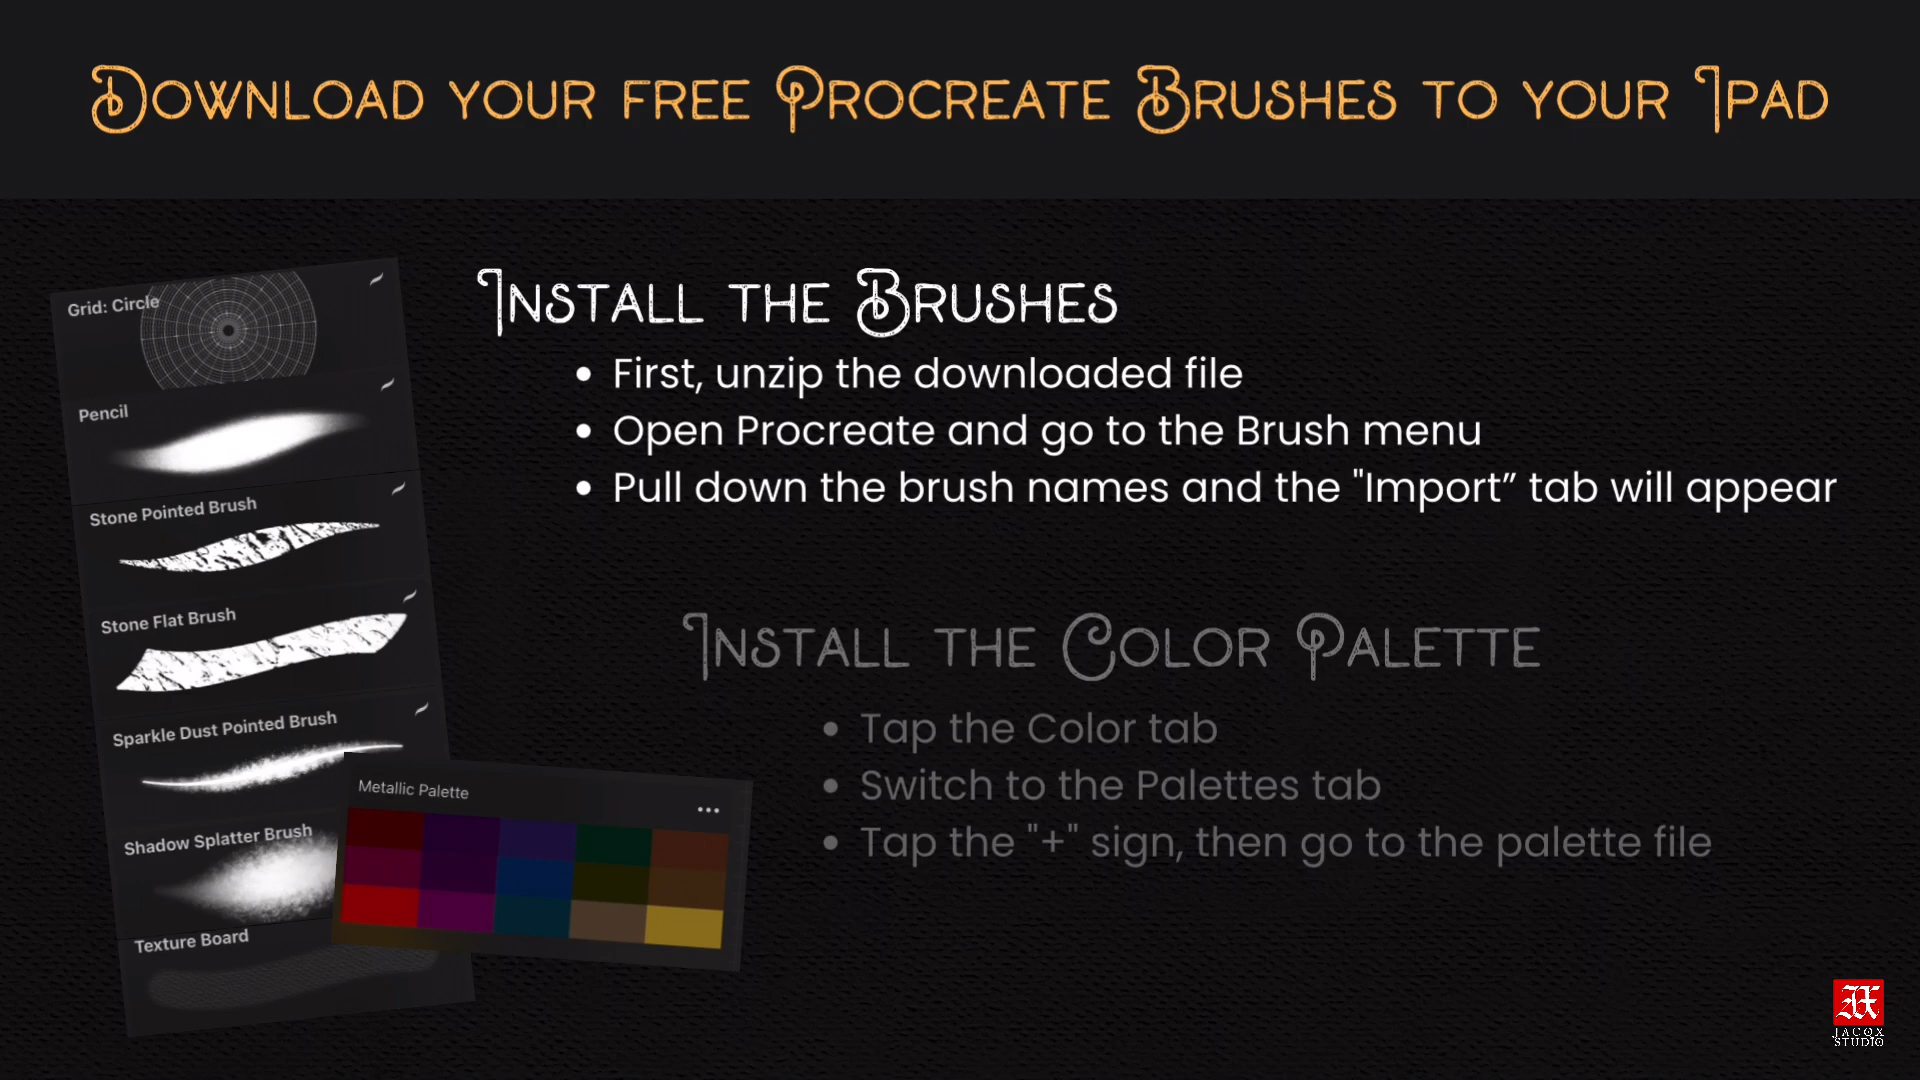 Download your free Procreate Brushes to your Ipad
Grid: Circle
Pencil
Stone Pointed Brush
Stone Flat Brush
Sparkle Dust Pointed Brush
Shadow Splatter Brush
Texture Board
Install the Brushes
• First, unzip the downloaded file
• Open Procreate and go to the Brush menu
• Pull down the brush names and the "Import” tab will appear
Install the Color Palette
• Tap the Color tab
• Switch to the Palettes tab
• Tap the "+" sign, then go to the palette file
Metallic Palette
JACOX
STUDIO